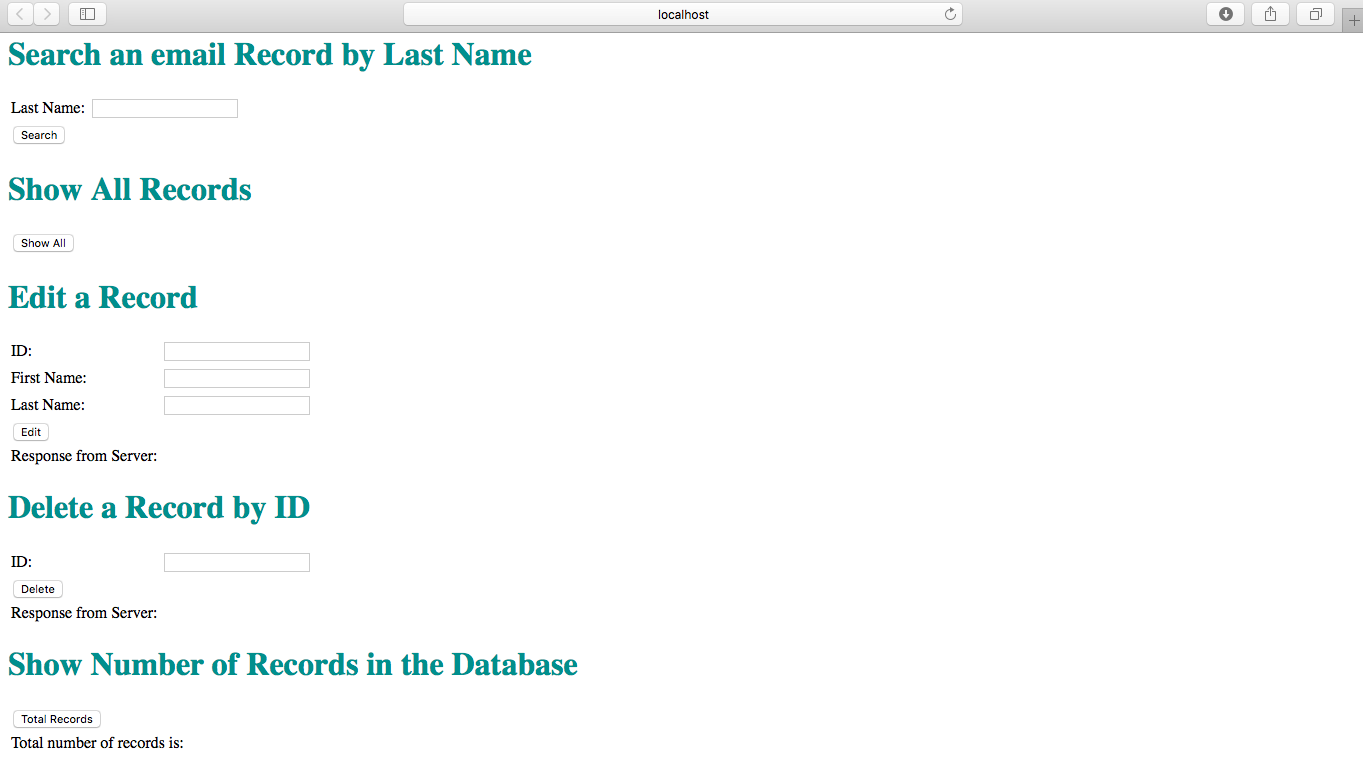 localhost
Search an email Record by Last Name
Last Name:
Search
Show All Records
Show All
Edit a Record
ID:
First Name:
Last Name:
Edit
Response from Server:
Delete a Record by ID
ID:
Delete
Response from Server:
Show Number of Records in the Database
Total Records
Total number of records is: